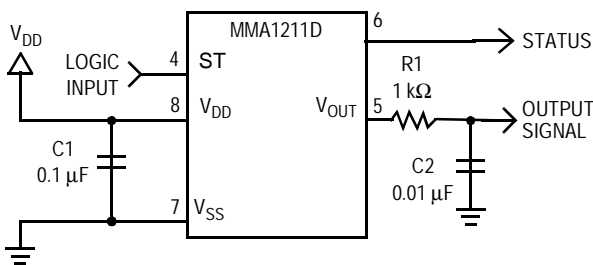 MMA1211D
V_DD
LOGIC
INPUT
4
ST
6
STATUS
R1
1 kΩ
8
V_DD
V_OUT
5
OUTPUT
SIGNAL
C1
0.1 μF
C2
0.01 μF
7
V_SS